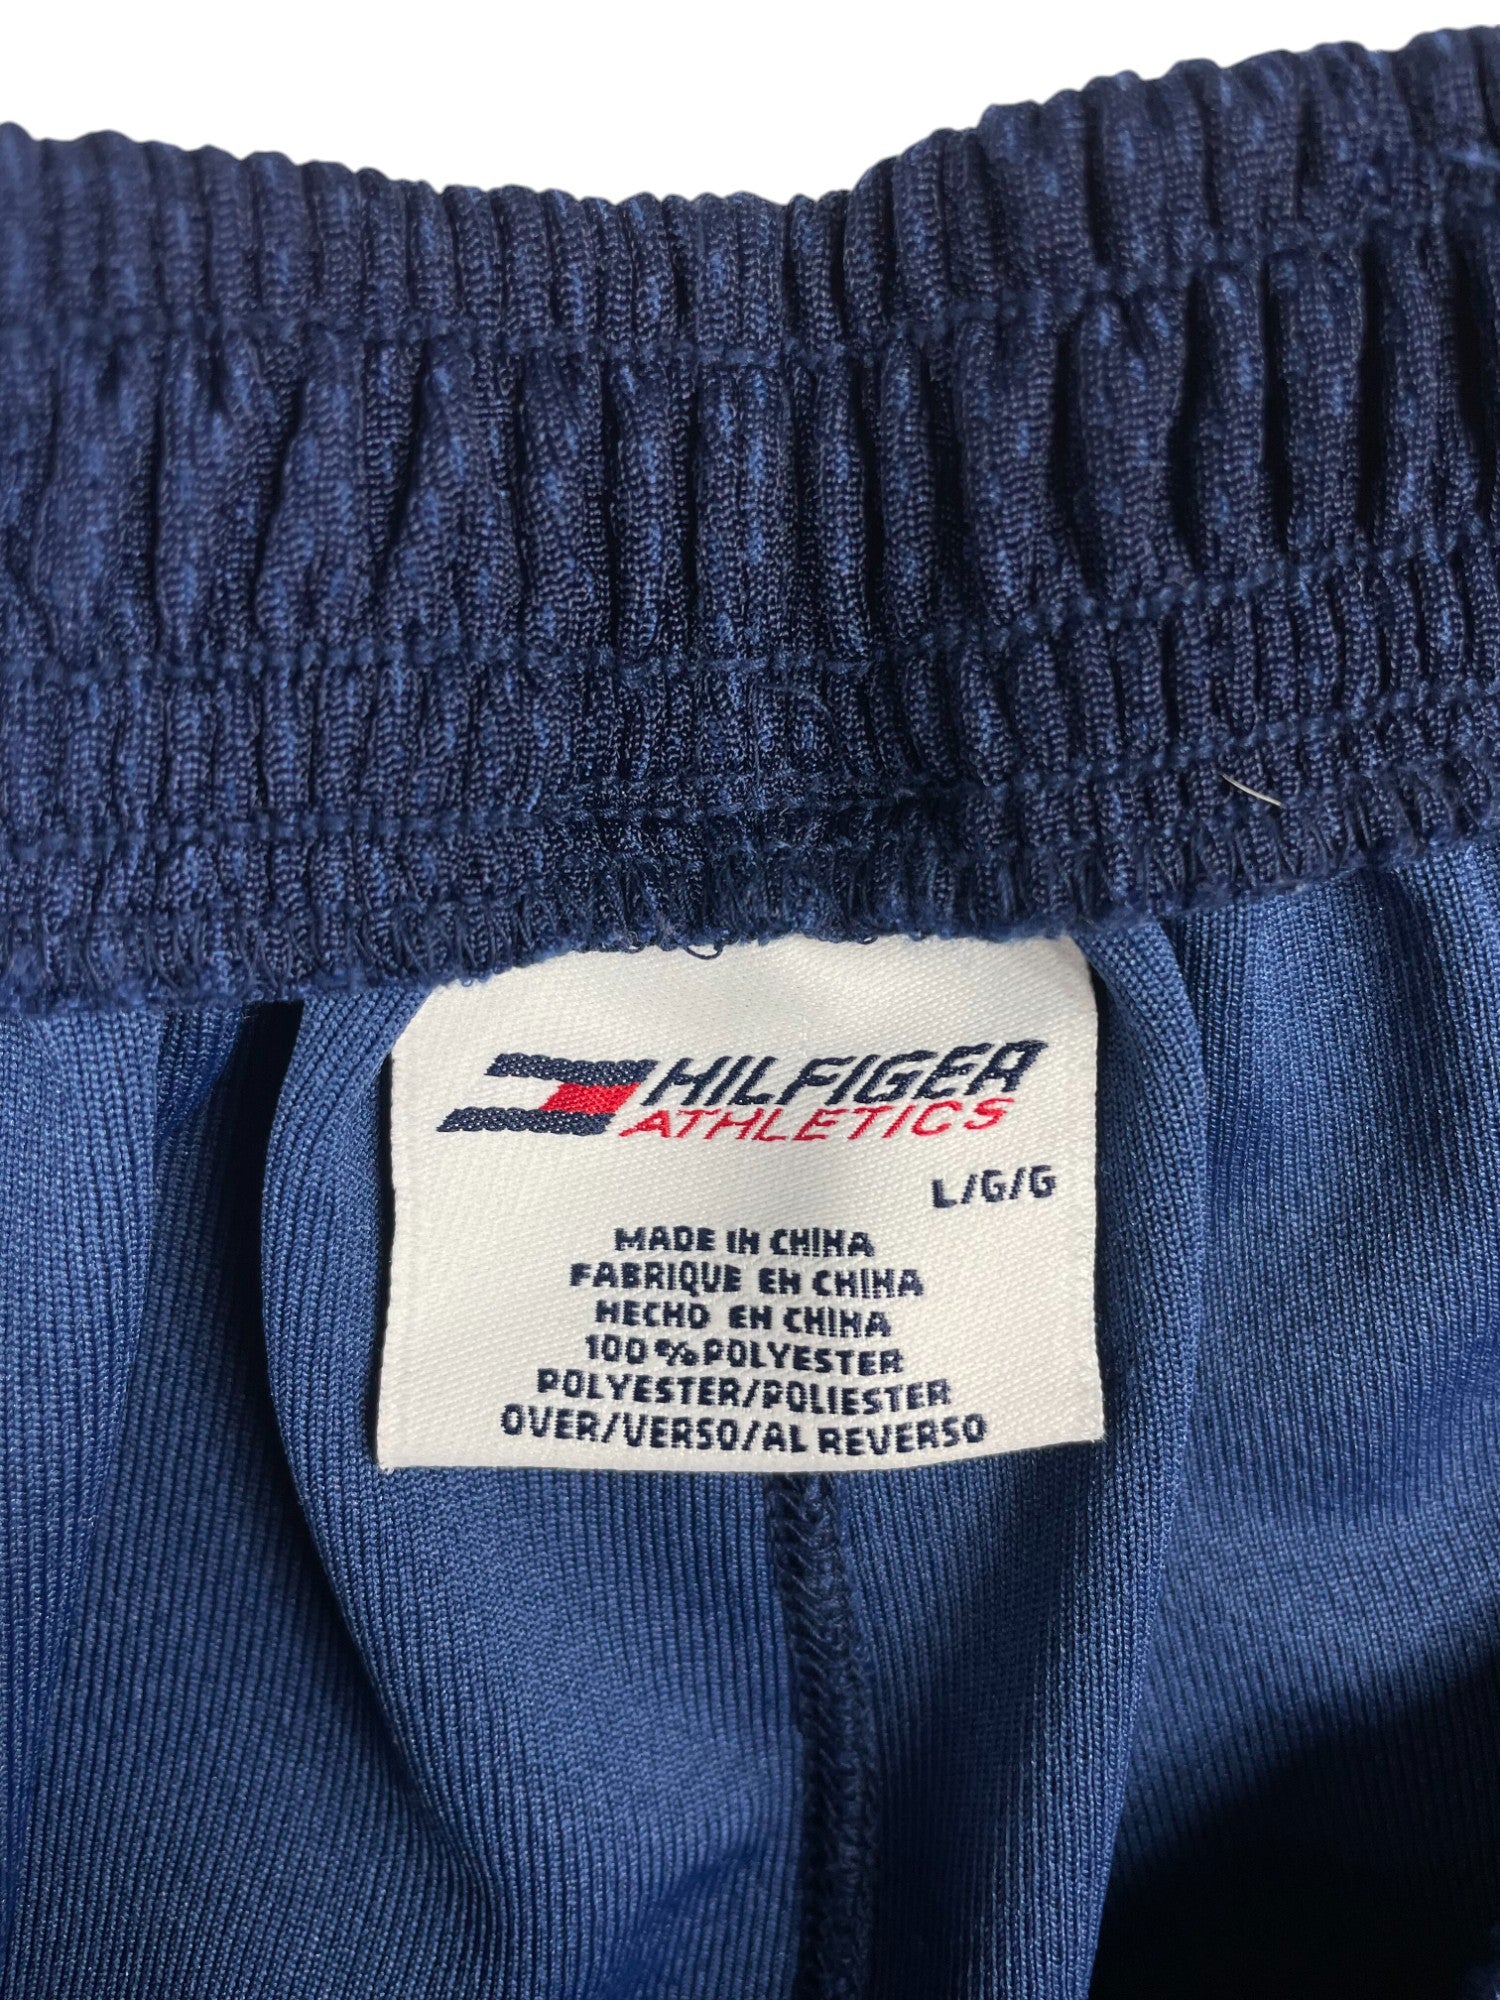 HILFIGER
ATHLETICS
L/G/G
MADE IN CHINA
FABRIQUE EN CHINA
HECHO EN CHINA
100% POLYESTER
POLYESTER/POLIESTER
OVER/VERSO/AL REVERSO